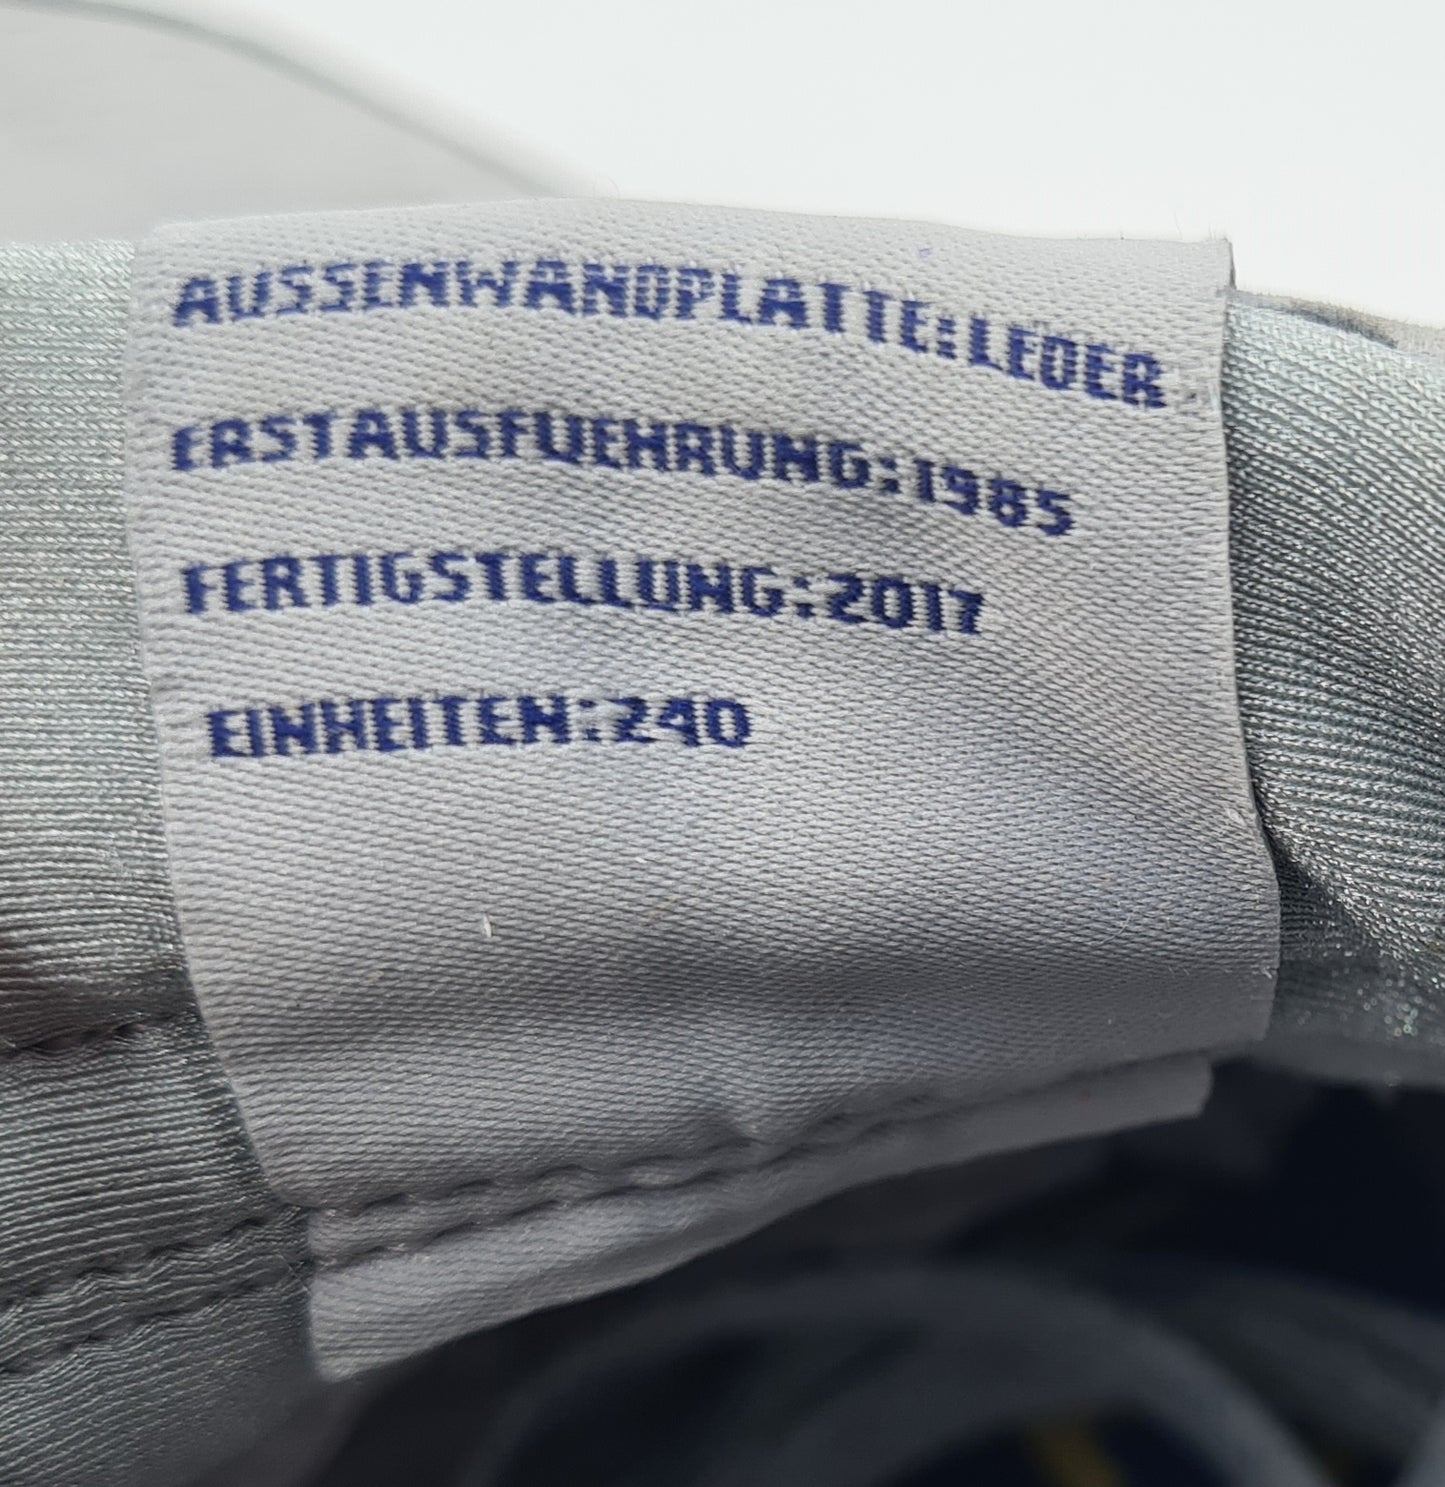 AUSSENWANDPLATTE:LEDER
ERSTAUSFUEHRUNG:1985
FERTIGSTELLUNG:2017
EINHEITEN:240